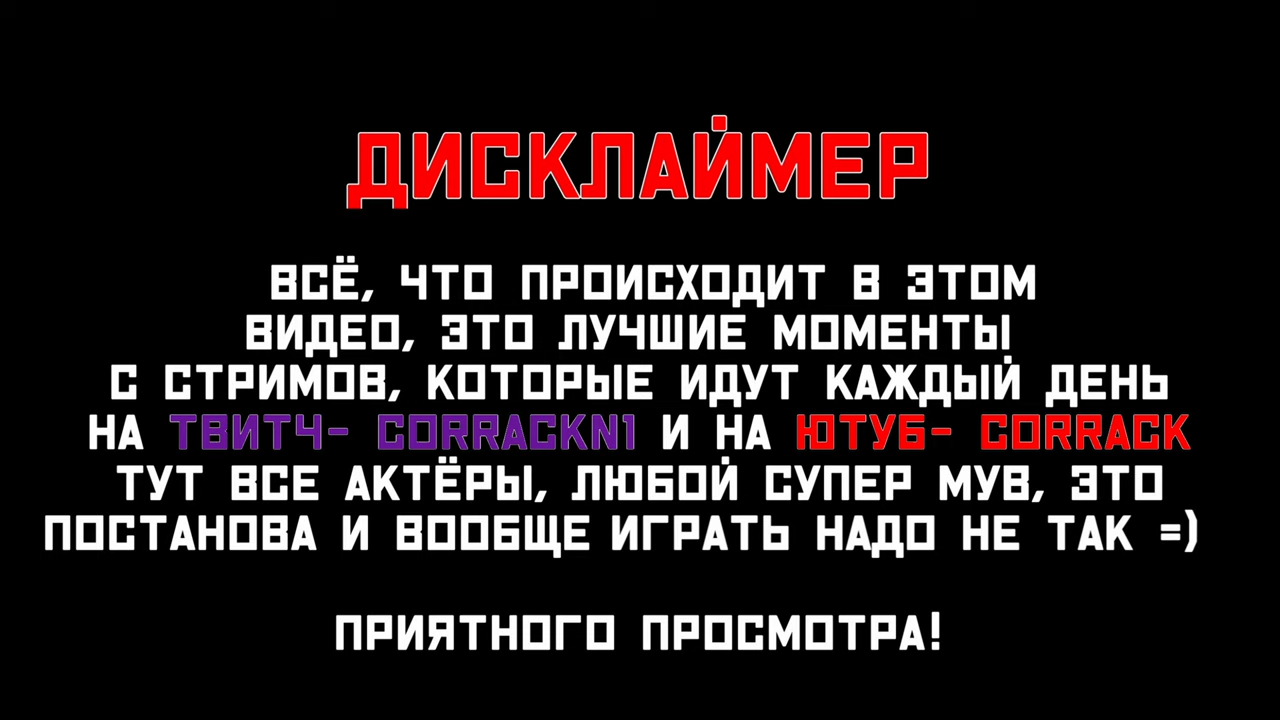 ДИСКЛАЙМЕР
ВСЁ, ЧТО ПРОИСХОДИТ В ЭТОМ
ВИДЕО, ЭТО ЛУЧШИЕ МОМЕНТЫ
С СТРИМОВ, КОТОРЫЕ ИДУТ КАЖДЫЙ ДЕНЬ
НА ТВИТЧ- CORRACKN1 И НА ЮТУБ- CORRACK
ТУТ ВСЕ АКТЁРЫ, ЛЮБОЙ СУПЕР МУВ, ЭТО
ПОСТАНОВА И ВООБЩЕ ИГРАТЬ НАДО НЕ ТАК =)
ПРИЯТНОГО ПРОСМОТРА!